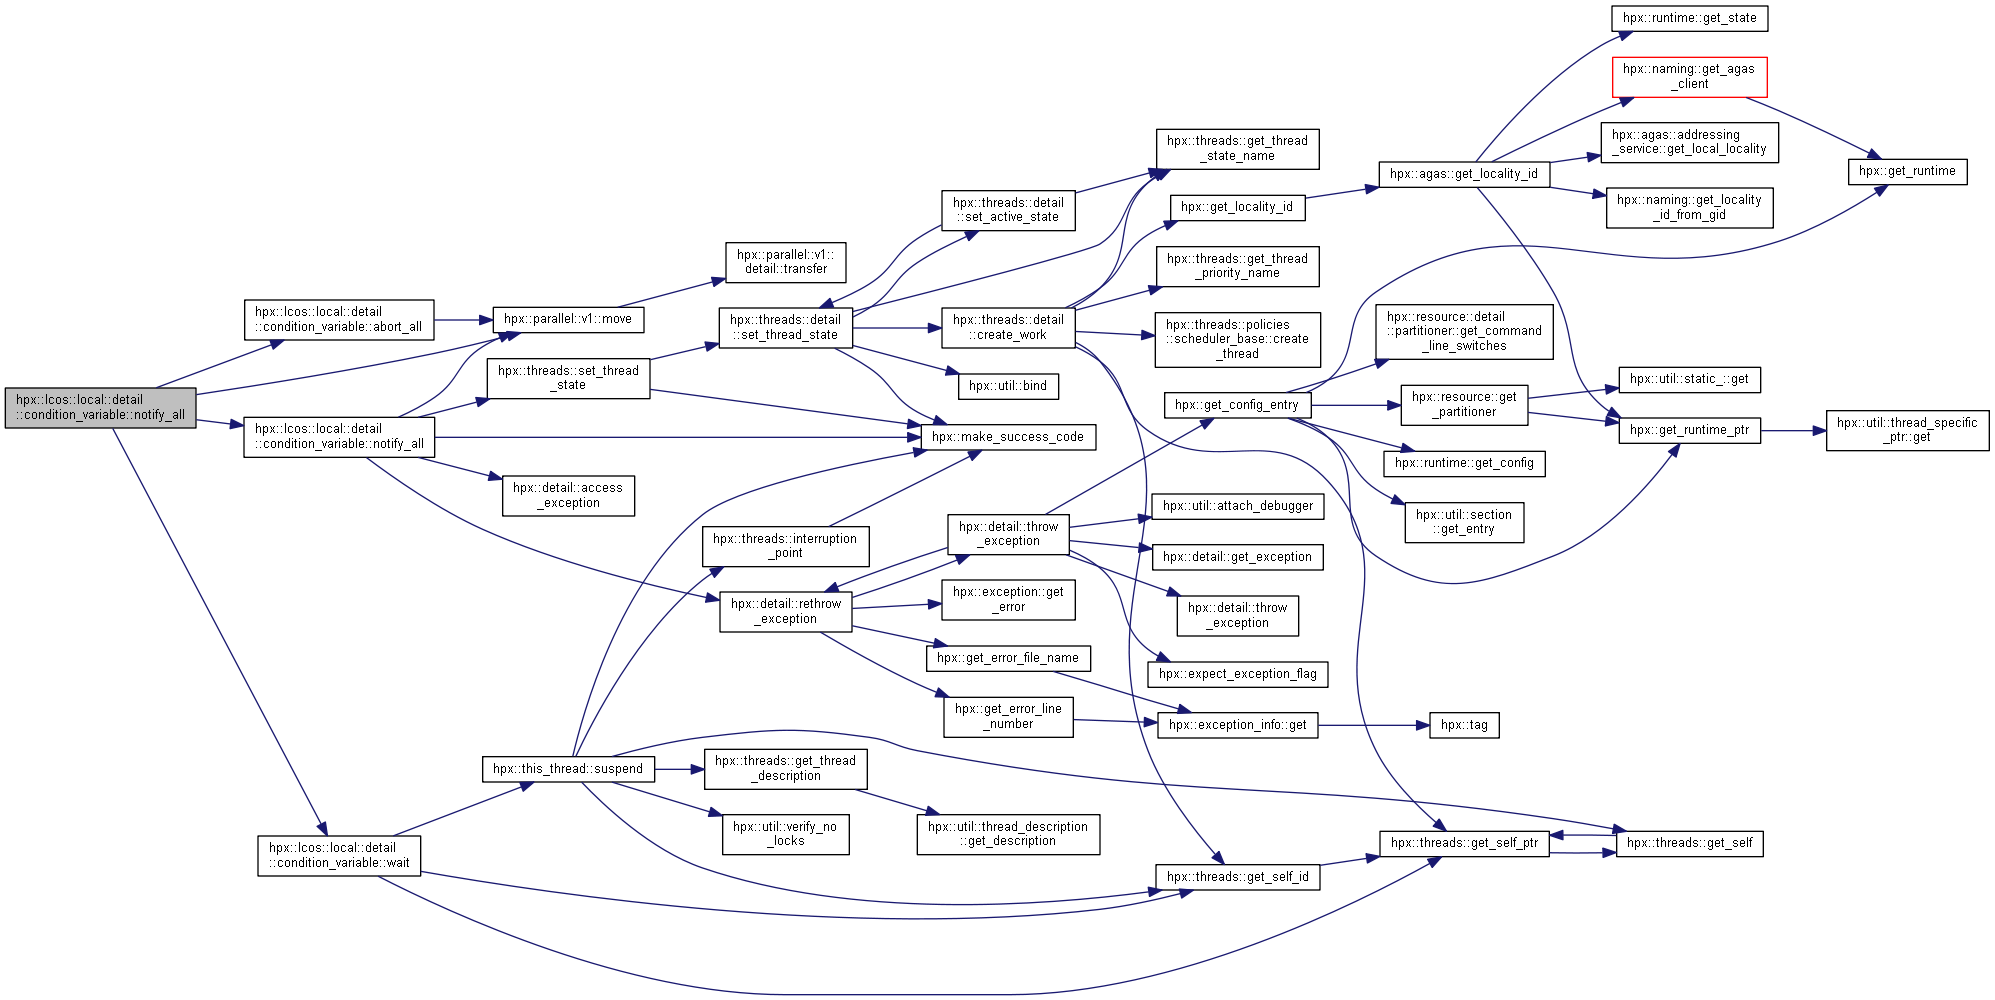 hpx::lcos::local::detail
::condition_variable::notify_all
hpx::lcos::local::detail
::condition_variable::abort_all
hpx::lcos::local::detail
::condition_variable::notify_all
hpx::lcos::local::detail
::condition_variable::wait
hpx::parallel::v1::move
hpx::threads::set_thread
_state
hpx::detail::access
_exception
hpx::this_thread::suspend
hpx::parallel::v1::
detail::transfer
hpx::threads::detail
::set_thread_state
hpx::threads::interruption
_point
hpx::detail::rethrow
_exception
hpx::threads::get_thread
_description
hpx::util::verify_no
_locks
hpx::threads::detail
::set_active_state
hpx::threads::detail
::create_work
hpx::util::bind
hpx::make_success_code
hpx::detail::throw
_exception
hpx::exception::get
_error
hpx::get_error_file_name
hpx::get_error_line
_number
hpx::util::thread_description
::get_description
hpx::threads::get_thread
_state_name
hpx::get_locality_id
hpx::threads::get_thread
_priority_name
hpx::threads::policies
::scheduler_base::create
_thread
hpx::get_config_entry
hpx::util::attach_debugger
hpx::detail::get_exception
hpx::detail::throw
_exception
hpx::expect_exception_flag
hpx::exception_info::get
hpx::threads::get_self_id
hpx::agas::get_locality_id
hpx::resource::detail
::partitioner::get_command
_line_switches
hpx::resource::get
_partitioner
hpx::runtime::get_config
hpx::util::section
::get_entry
hpx::tag
hpx::threads::get_self_ptr
hpx::runtime::get_state
hpx::naming::get_agas
_client
hpx::agas::addressing
_service::get_local_locality
hpx::naming::get_locality
_id_from_gid
hpx::util::static_::get
hpx::get_runtime_ptr
hpx::threads::get_self
hpx::get_runtime
hpx::util::thread_specific
_ptr::get